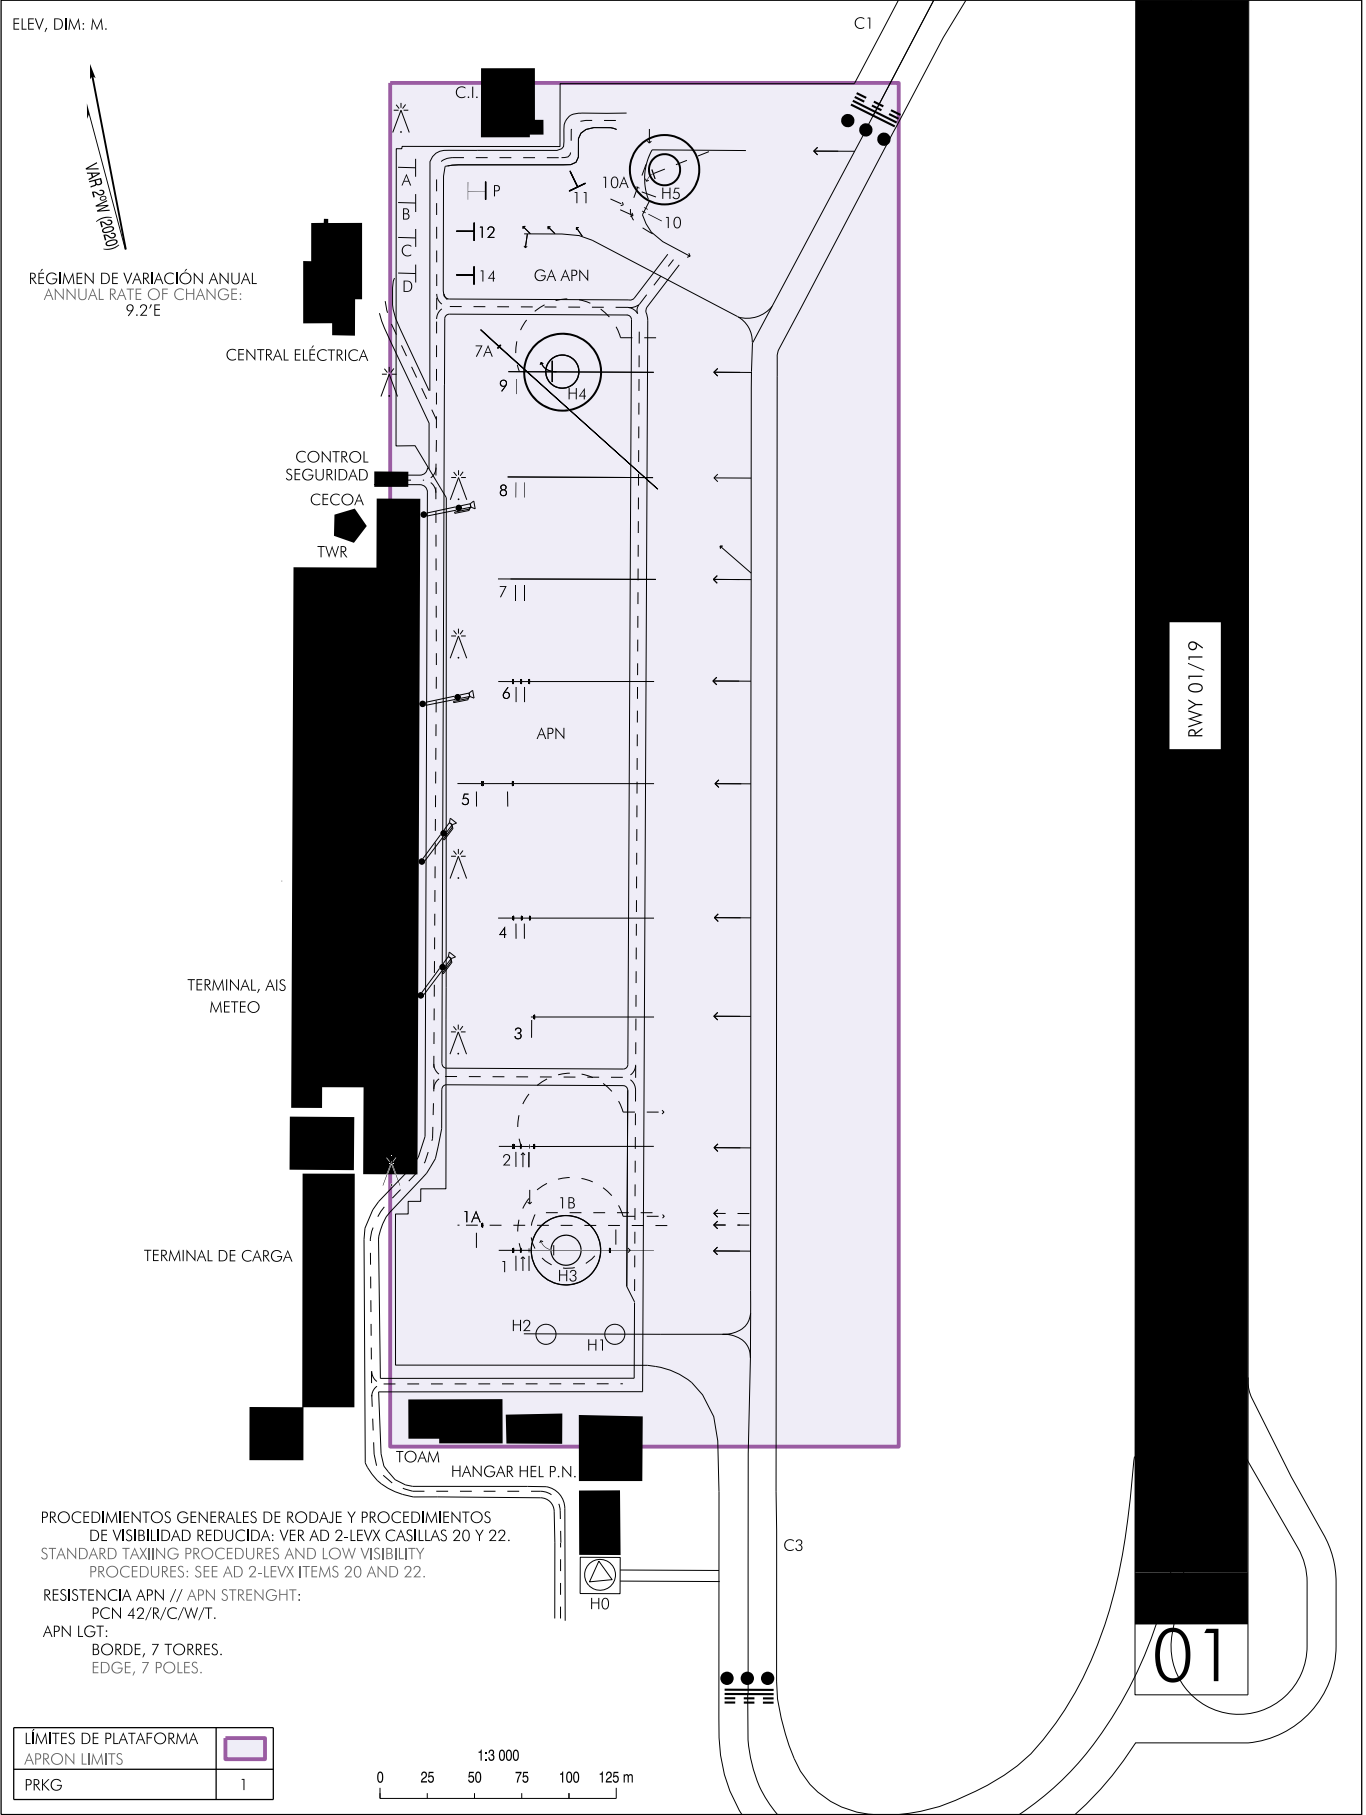 ELEV, DIM: M.
C1
VAR 2ºW (2020)
RÉGIMEN DE VARIACIÓN ANUAL
ANNUAL RATE OF CHANGE:
9.2'E
C.I.
A
B
C
D
P
11
10A
H5
10
12
14
GA APN
CENTRAL ELÉCTRICA
7A
9
H4
CONTROL
SEGURIDAD
CECOA
TWR
8
7
6
APN
5
4
3
RWY 01/19
TERMINAL, AIS
METEO
2
1A
1B
1
H3
H2
H1
TERMINAL DE CARGA
TOAM
HANGAR HEL P.N.
H0
C3
01
PROCEDIMIENTOS GENERALES DE RODAJE Y PROCEDIMIENTOS
DE VISIBILIDAD REDUCIDA: VER AD 2-LEVX CASILLAS 20 Y 22.
STANDARD TAXIING PROCEDURES AND LOW VISIBILITY
PROCEDURES: SEE AD 2-LEVX ITEMS 20 AND 22.
RESISTENCIA APN // APN STRENGHT:
PCN 42/R/C/W/T.
APN LGT:
BORDE, 7 TORRES.
EDGE, 7 POLES.
LÍMITES DE PLATAFORMA
APRON LIMITS
PRKG 1
1:3 000
0 25 50 75 100 125 m